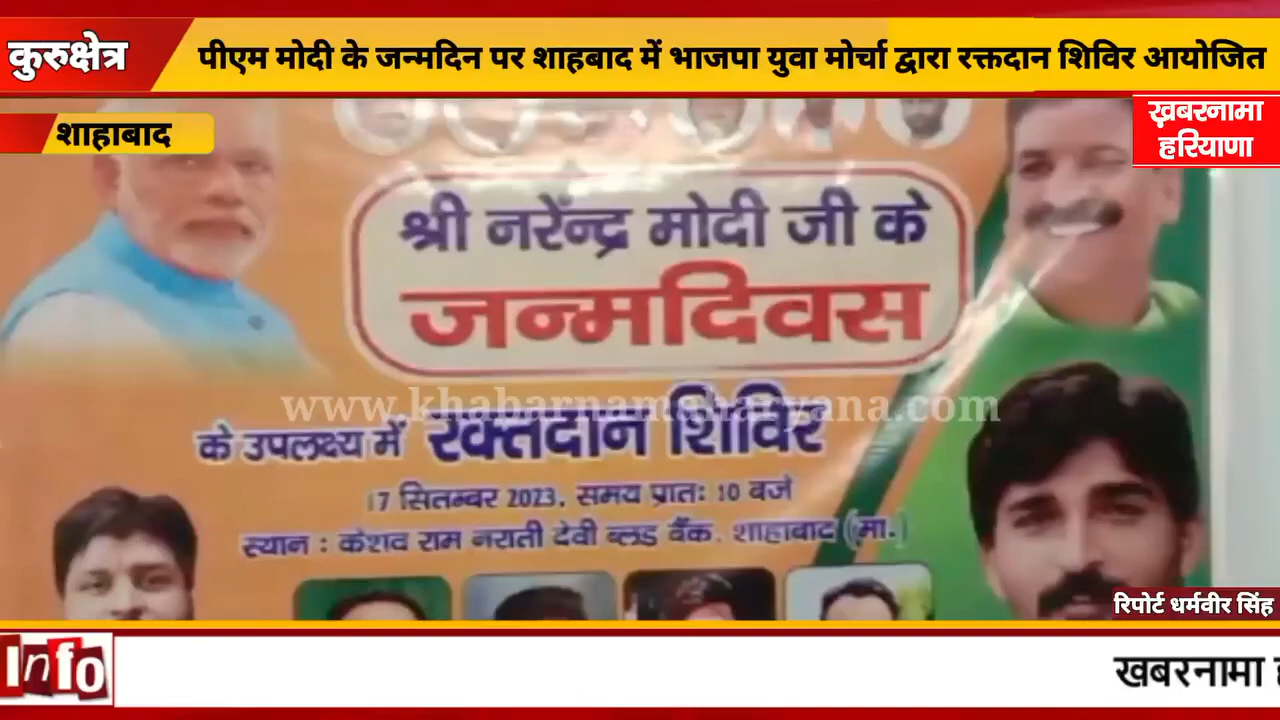 कुरुक्षेत्र
पीएम मोदी के जन्मदिन पर शाहबाद में भाजपा युवा मोर्चा द्वारा रक्तदान शिविर आयोजित
शाहाबाद
ख़बरनामा
हरियाणा
श्री नरेन्द्र मोदी जी के
जन्मदिवस
www.khabarnamaharyana.com
के उपलक्ष्य में रक्तदान शिविर
17 सितम्बर 2023, समय प्रातः 10 बजे
स्थान : केशव राम नराती देवी ब्लड बैंक, शाहाबाद (मा.)
रिपोर्ट धर्मवीर सिंह
Info
खबरनामा